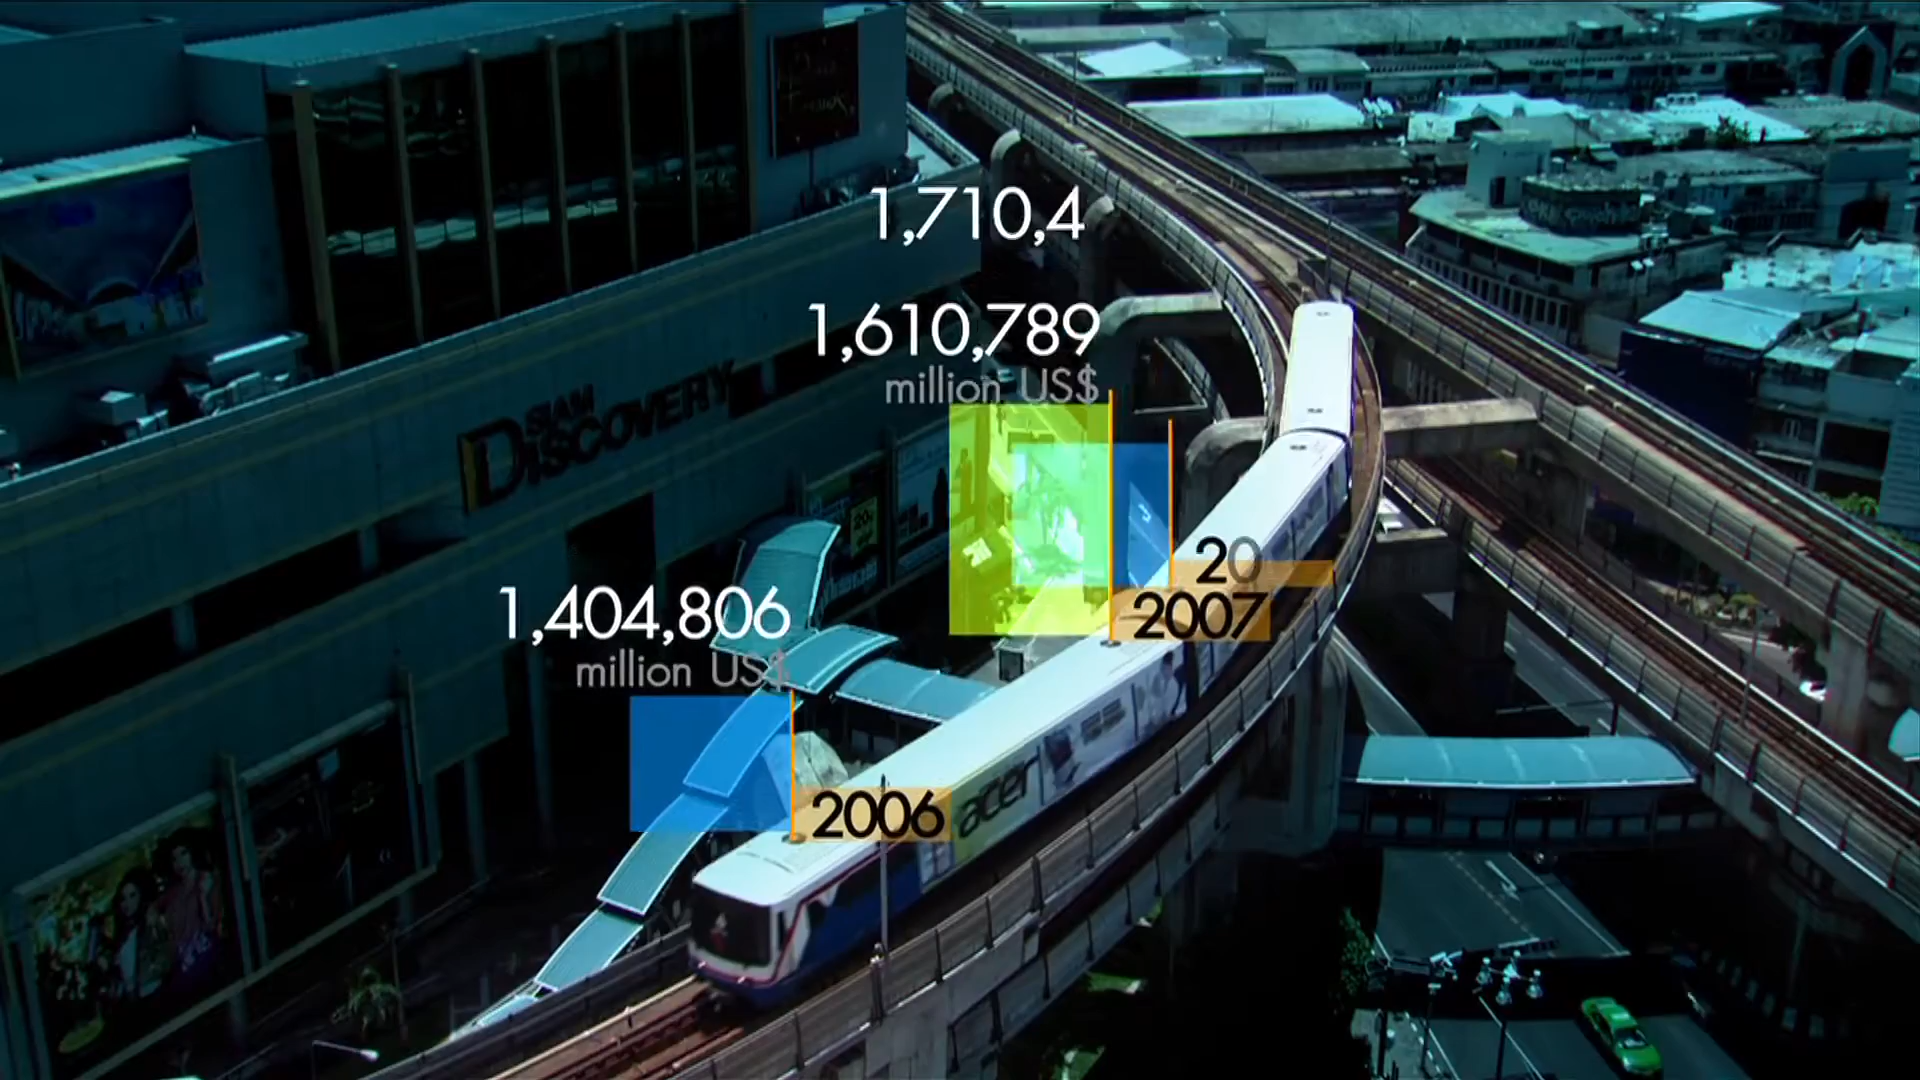 1,710,4
1,610,789
million US$
SIAM
DISCOVERY
20
2007
1,404,806
million US$
2006
acer